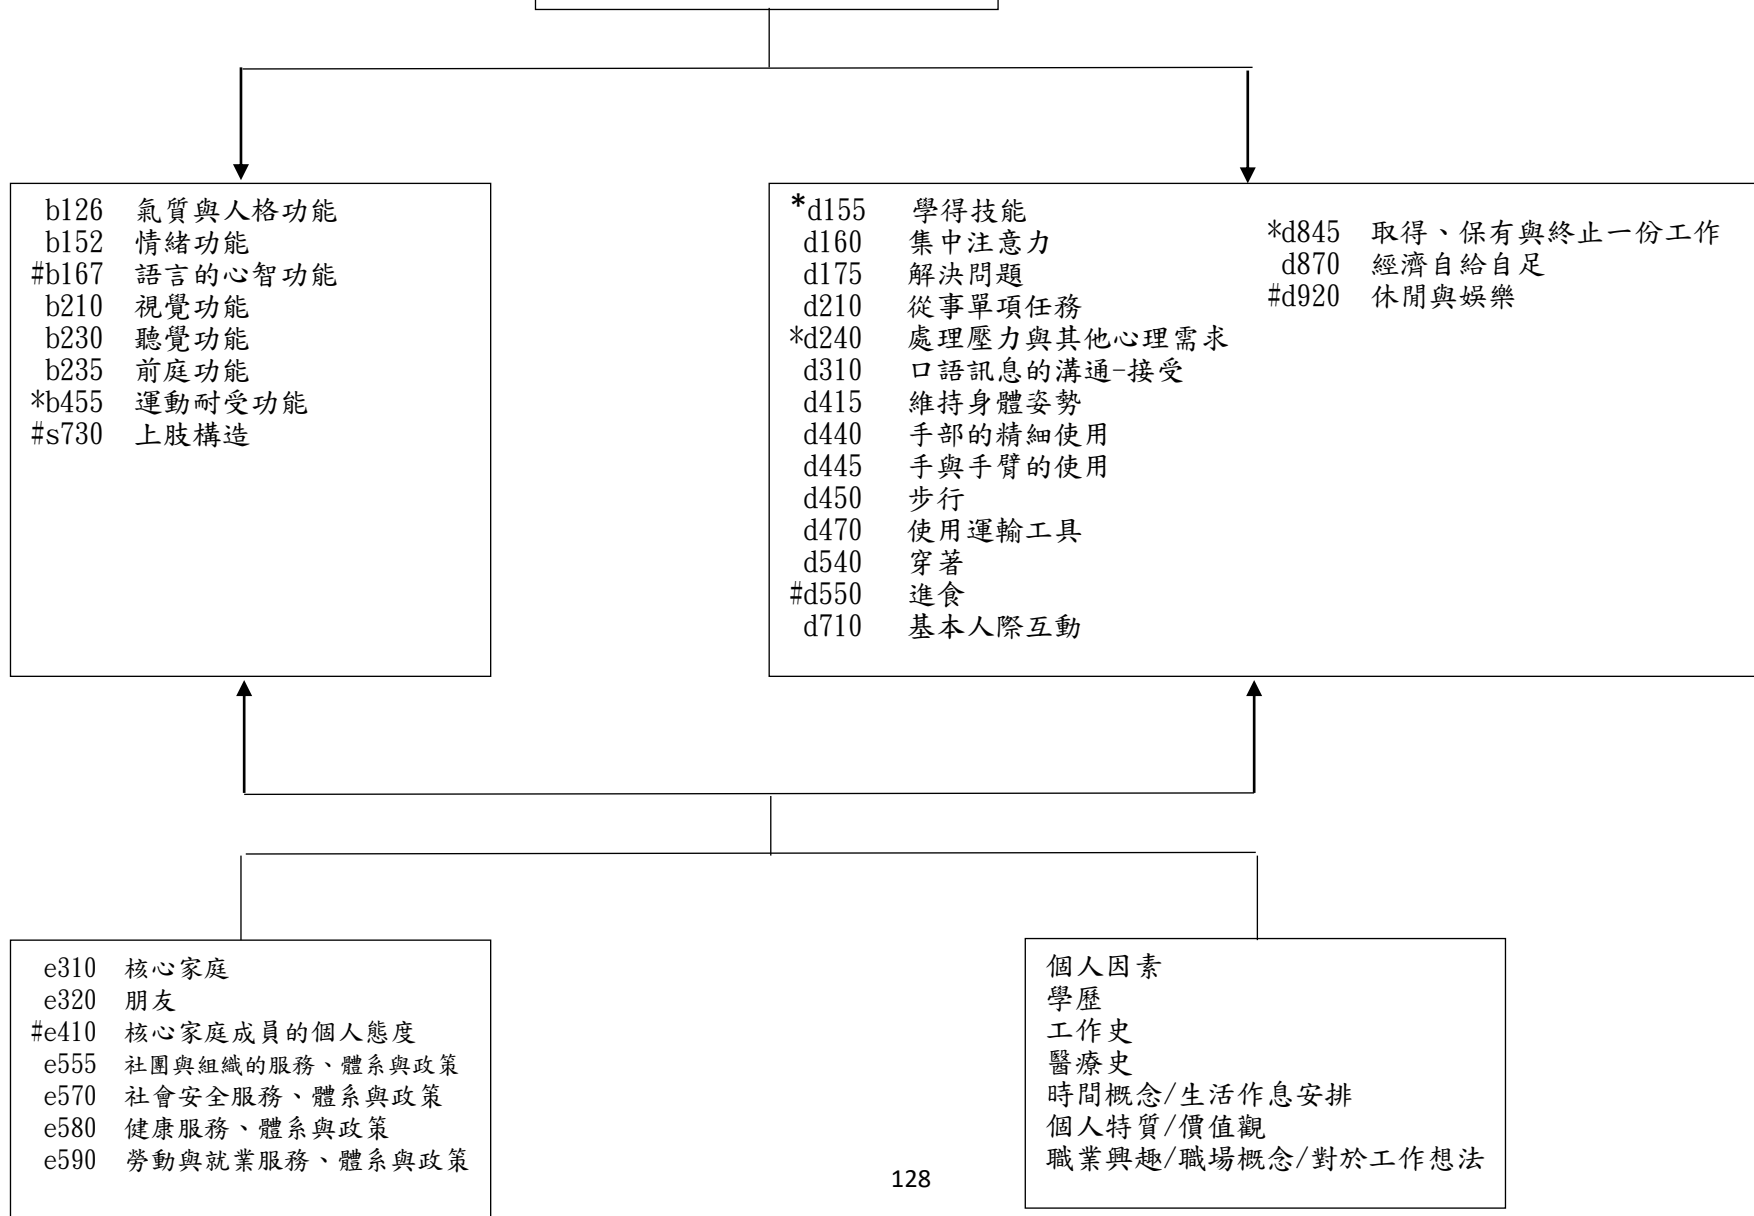 b126 氣質與人格功能
b152 情緒功能
#b167 語言的心智功能
b210 視覺功能
b230 聽覺功能
b235 前庭功能
*b455 運動耐受功能
#s730 上肢構造
*d155 學得技能
d160 集中注意力
d175 解決問題
d210 從事單項任務
*d240 處理壓力與其他心理需求
d310 口語訊息的溝通-接受
d415 維持身體姿勢
d440 手部的精細使用
d445 手與手臂的使用
d450 步行
d470 使用運輸工具
d540 穿著
#d550 進食
d710 基本人際互動
*d845 取得、保有與終止一份工作
d870 經濟自給自足
#d920 休閒與娛樂
e310 核心家庭
e320 朋友
#e410 核心家庭成員的個人態度
e555 社團與組織的服務、體系與政策
e570 社會安全服務、體系與政策
e580 健康服務、體系與政策
e590 勞動與就業服務、體系與政策
個人因素
學歷
工作史
醫療史
時間概念/生活作息安排
個人特質/價值觀
職業興趣/職場概念/對於工作想法
128